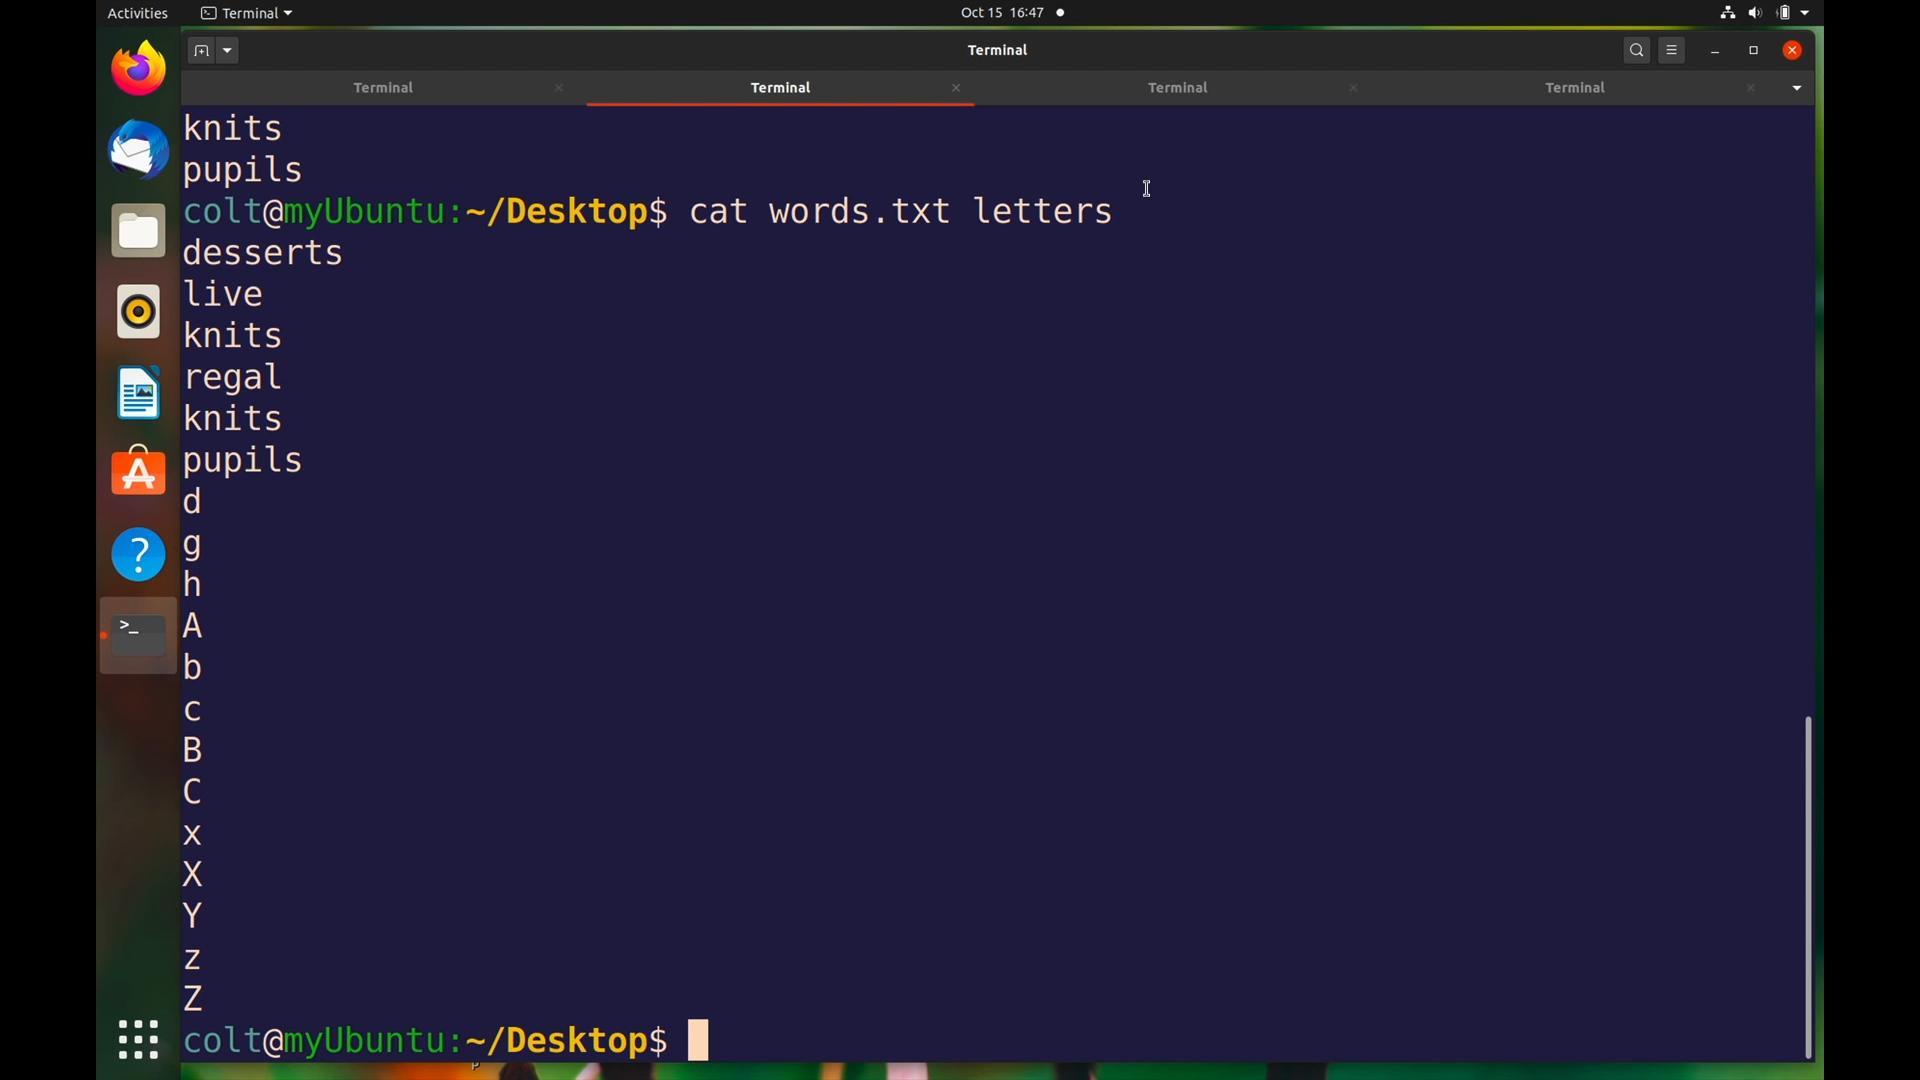 Activities Terminal Oct 15 16:47
Terminal
Terminal Terminal Terminal Terminal
knits
pupils
colt@myUbuntu:~/Desktop$ cat words.txt letters
desserts
live
knits
regal
knits
pupils
d
g
h
A
b
c
B
C
x
X
Y
z
Z
colt@myUbuntu:~/Desktop$